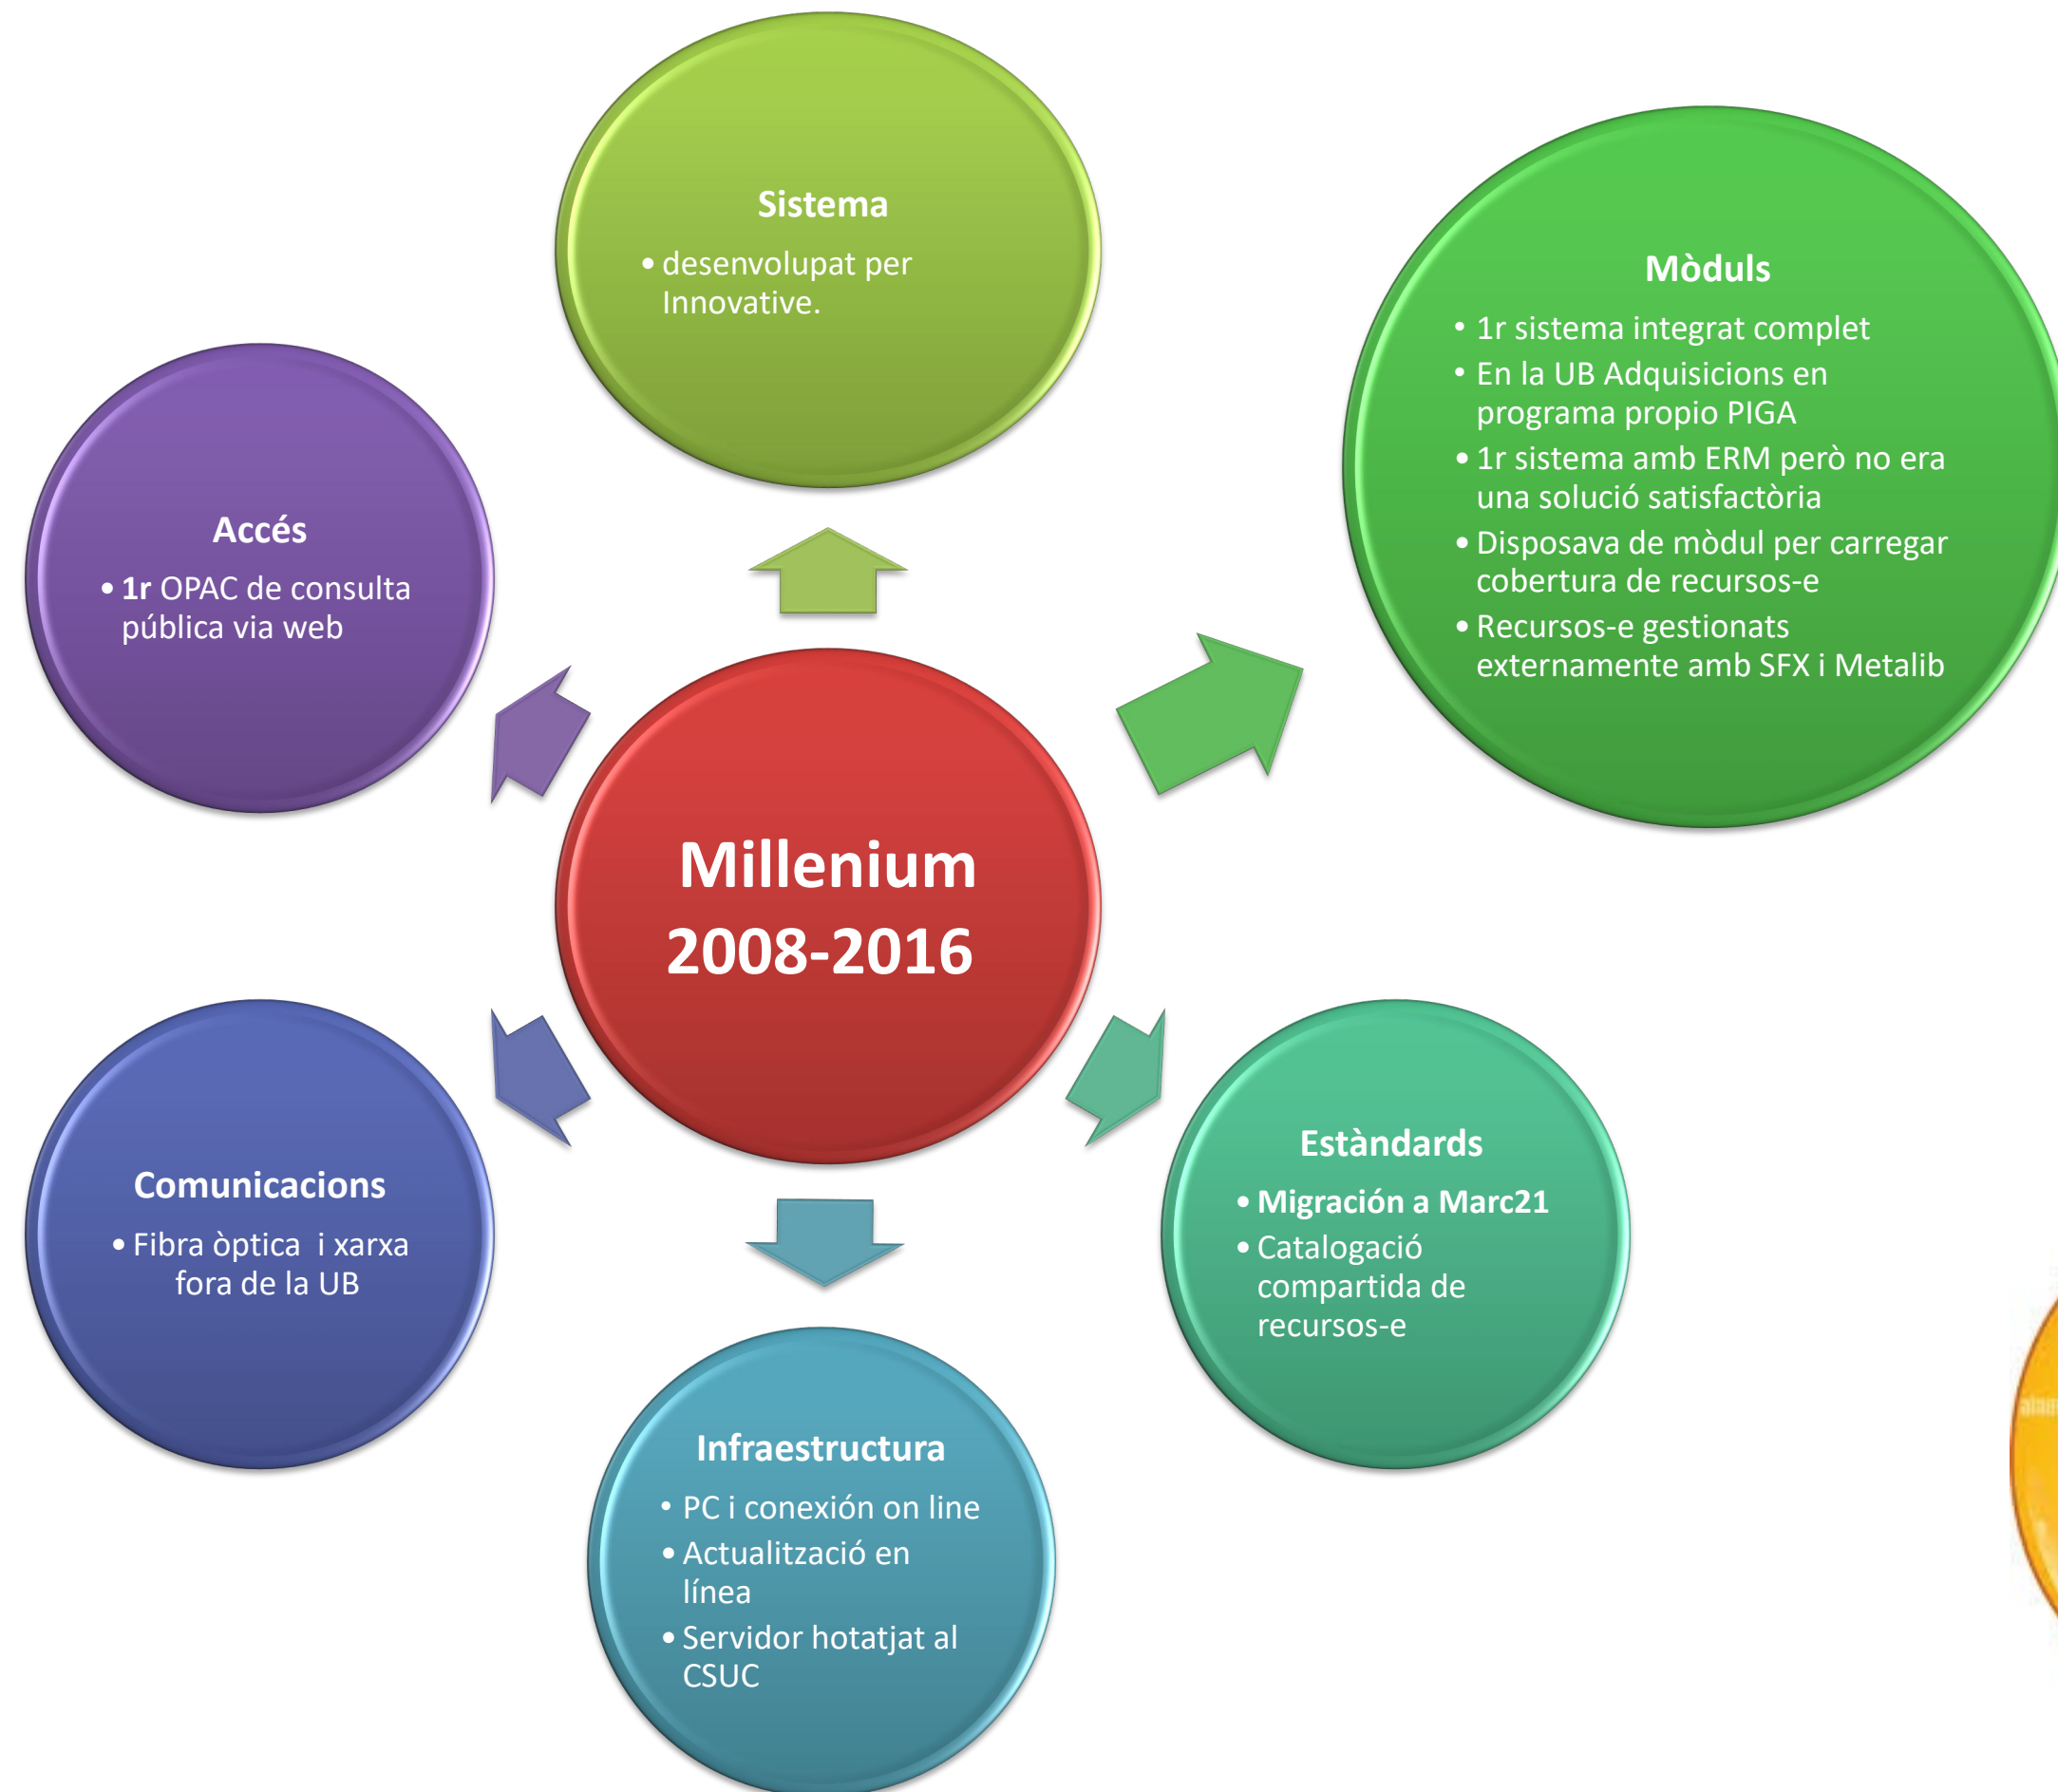 Sistema
• desenvolupat per
Innovative.
Mòduls
• 1r sistema integrat complet
• En la UB Adquisicions en
programa propio PIGA
• 1r sistema amb ERM però no era
una solució satisfactòria
• Disposava de mòdul per carregar
cobertura de recursos-e
• Recursos-e gestionats
externament amb SFX i Metalib
Accés
• 1r OPAC de consulta
pública via web
Millenium
2008-2016
Estàndards
• Migración a Marc21
• Catalogació
compartida de
recursos-e
Comunicacions
• Fibra òptica i xarxa
fora de la UB
Infraestructura
• PC i conexión on line
• Actualització en
línea
• Servidor hotatjat al
CSUC